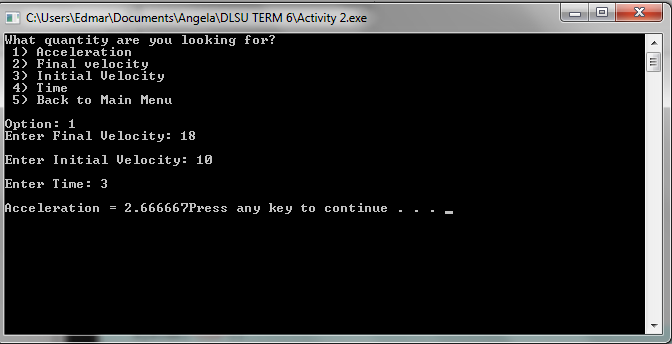 C:\Users\Edmar\Documents\Angela\DLSU TERM 6\Activity 2.exe
What quantity are you looking for?
1) Acceleration
2) Final velocity
3) Initial Velocity
4) Time
5) Back to Main Menu
Option: 1
Enter Final Velocity: 18
Enter Initial Velocity: 10
Enter Time: 3
Acceleration = 2.666667Press any key to continue . . . _